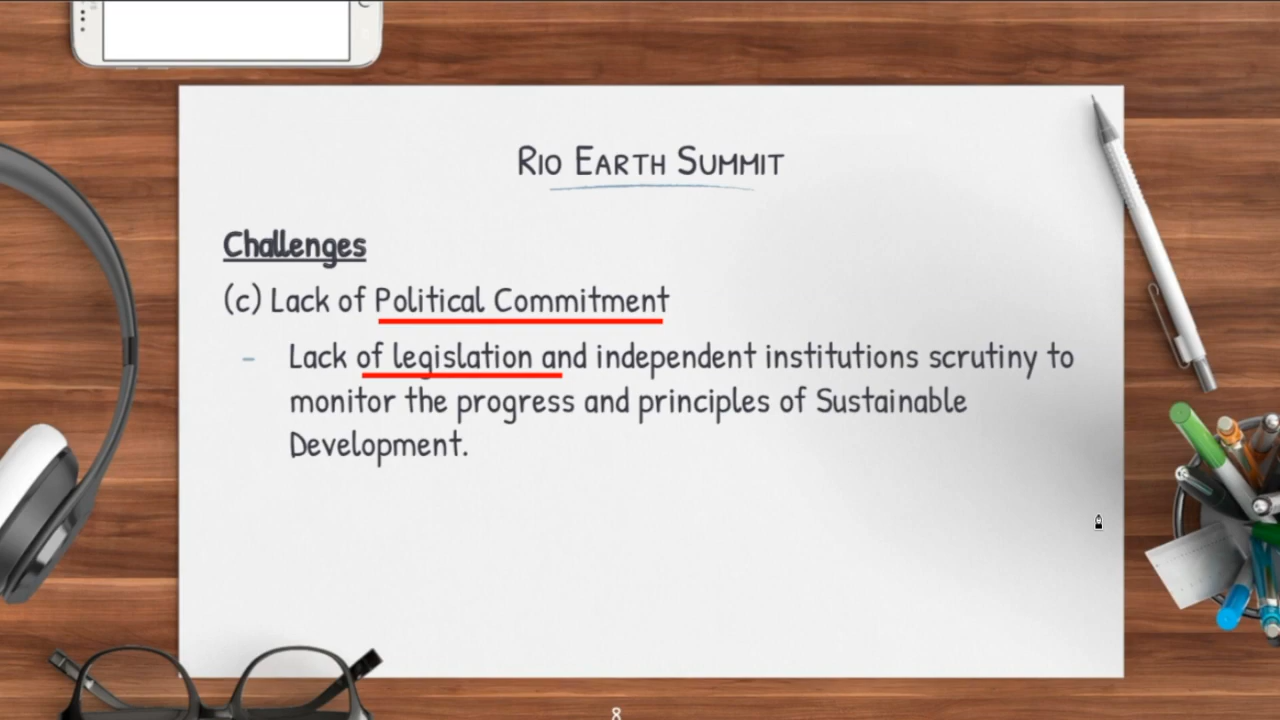 Rio Earth Summit
Challenges
(c) Lack of Political Commitment
- Lack of legislation and independent institutions scrutiny to
monitor the progress and principles of Sustainable
Development.
8